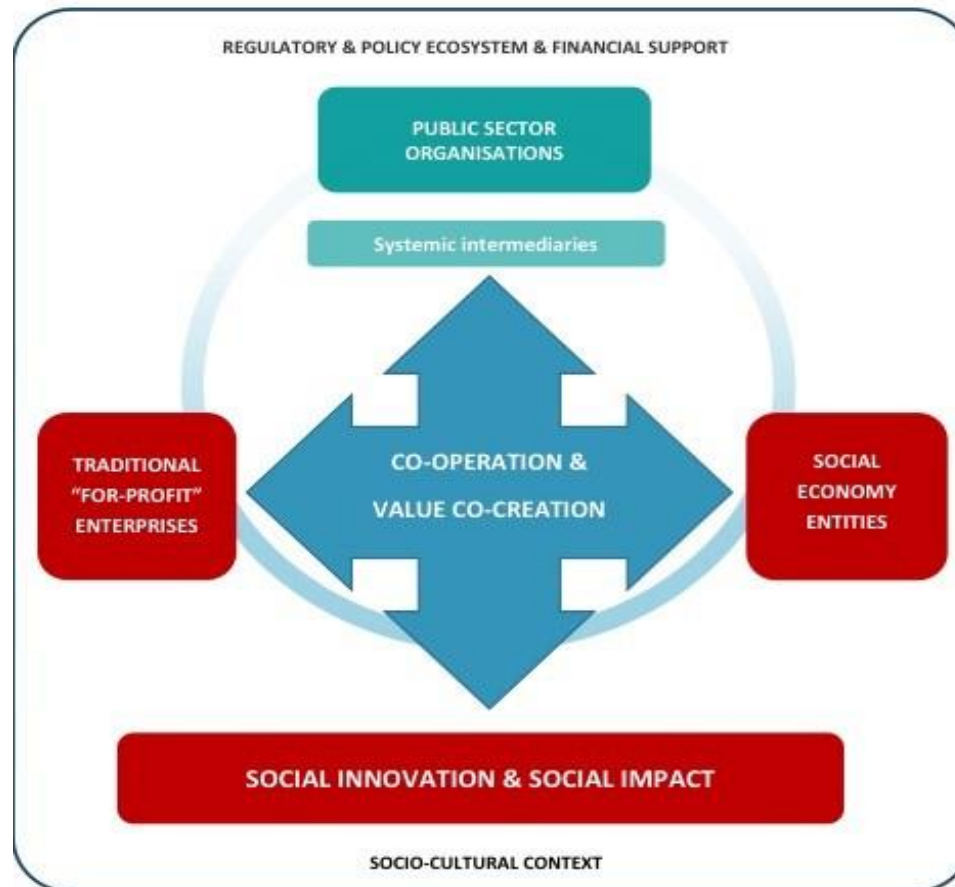 REGULATORY & POLICY ECOSYSTEM & FINANCIAL SUPPORT
PUBLIC SECTOR
ORGANISATIONS
Systemic intermediaries
TRADITIONAL
“FOR-PROFIT”
ENTERPRISES
CO-OPERATION &
VALUE CO-CREATION
SOCIAL
ECONOMY
ENTITIES
SOCIAL INNOVATION & SOCIAL IMPACT
SOCIO-CULTURAL CONTEXT